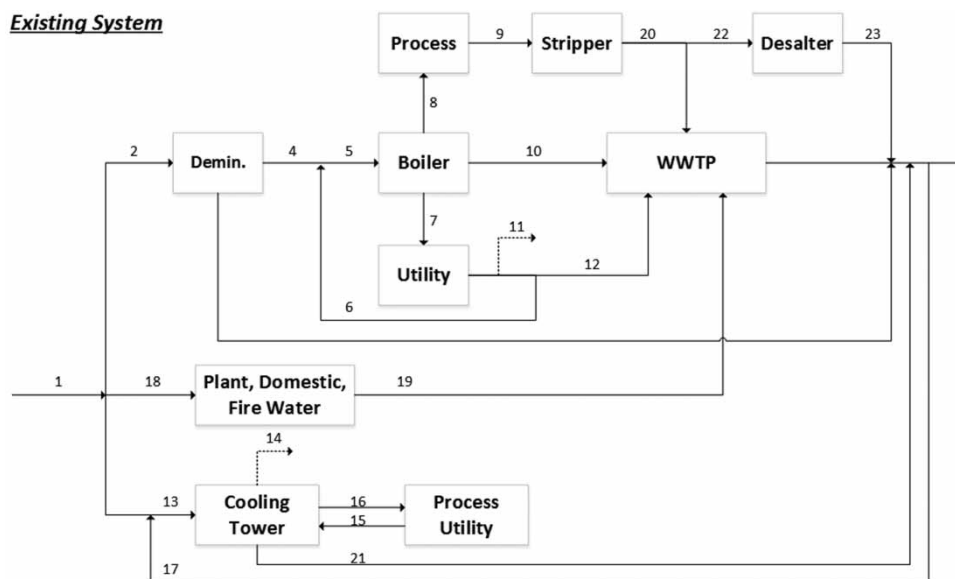 Existing System
Process
9
Stripper
20
22
Desalter
23
8
2
Demin.
4
5
Boiler
10
WWTP
7
11
Utility
12
6
1
18
Plant, Domestic,
Fire Water
19
14
13
Cooling
Tower
16
15
Process
Utility
21
17